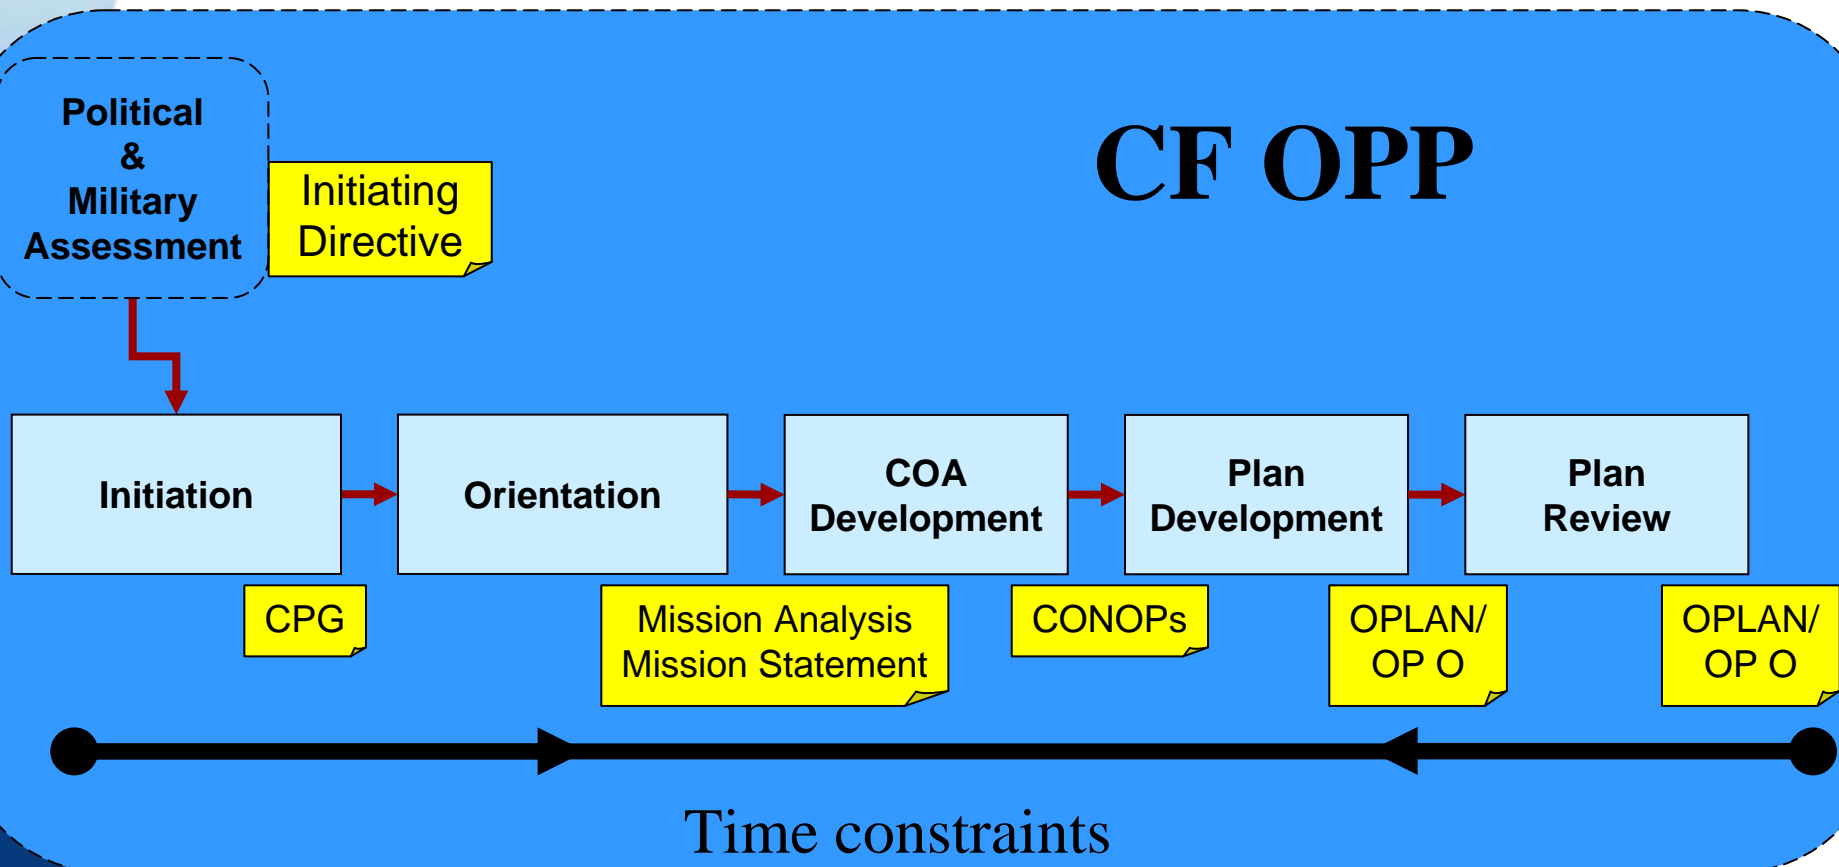 Political
&
Military
Assessment
Initiating
Directive
CF OPP
Initiation
Orientation
COA
Development
Plan
Development
Plan
Review
CPG
Mission Analysis
Mission Statement
CONOPs
OPLAN/
OP O
OPLAN/
OP O
Time constraints